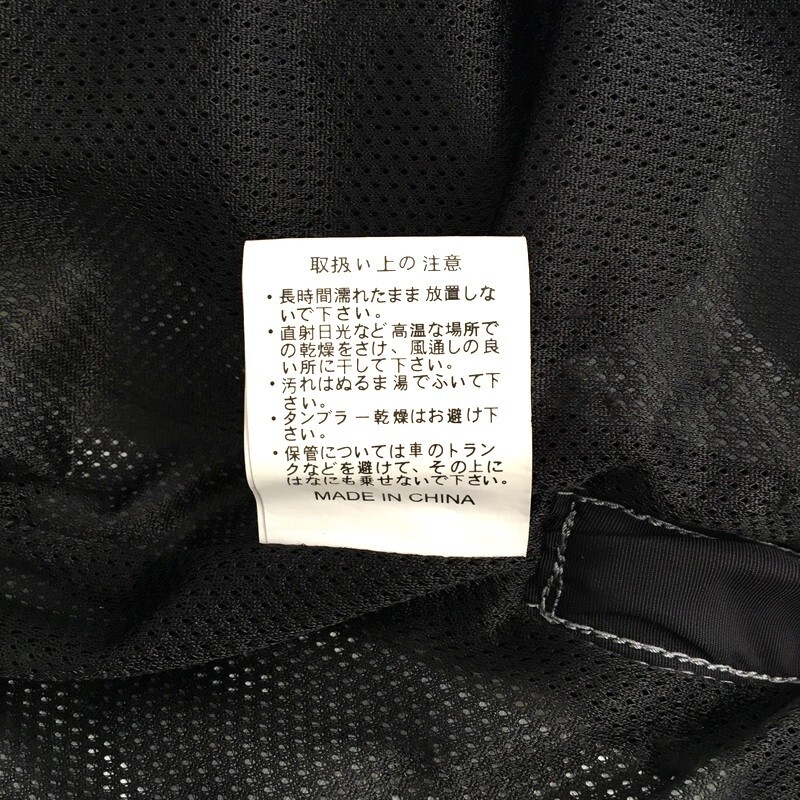 取扱い上の注意
・長時間濡れたまま放置しな
いで下さい。
・直射日光など高温な場所で
の乾燥をさけ、風通しの良
い所に干して下さい。
・汚れはぬるま湯でふいて下
さい。
・タンブラー乾燥はお避け下
さい。
・保管については車のトラン
クなどを避けて、その上に
はなにも乗せないで下さい。
MADE IN CHINA